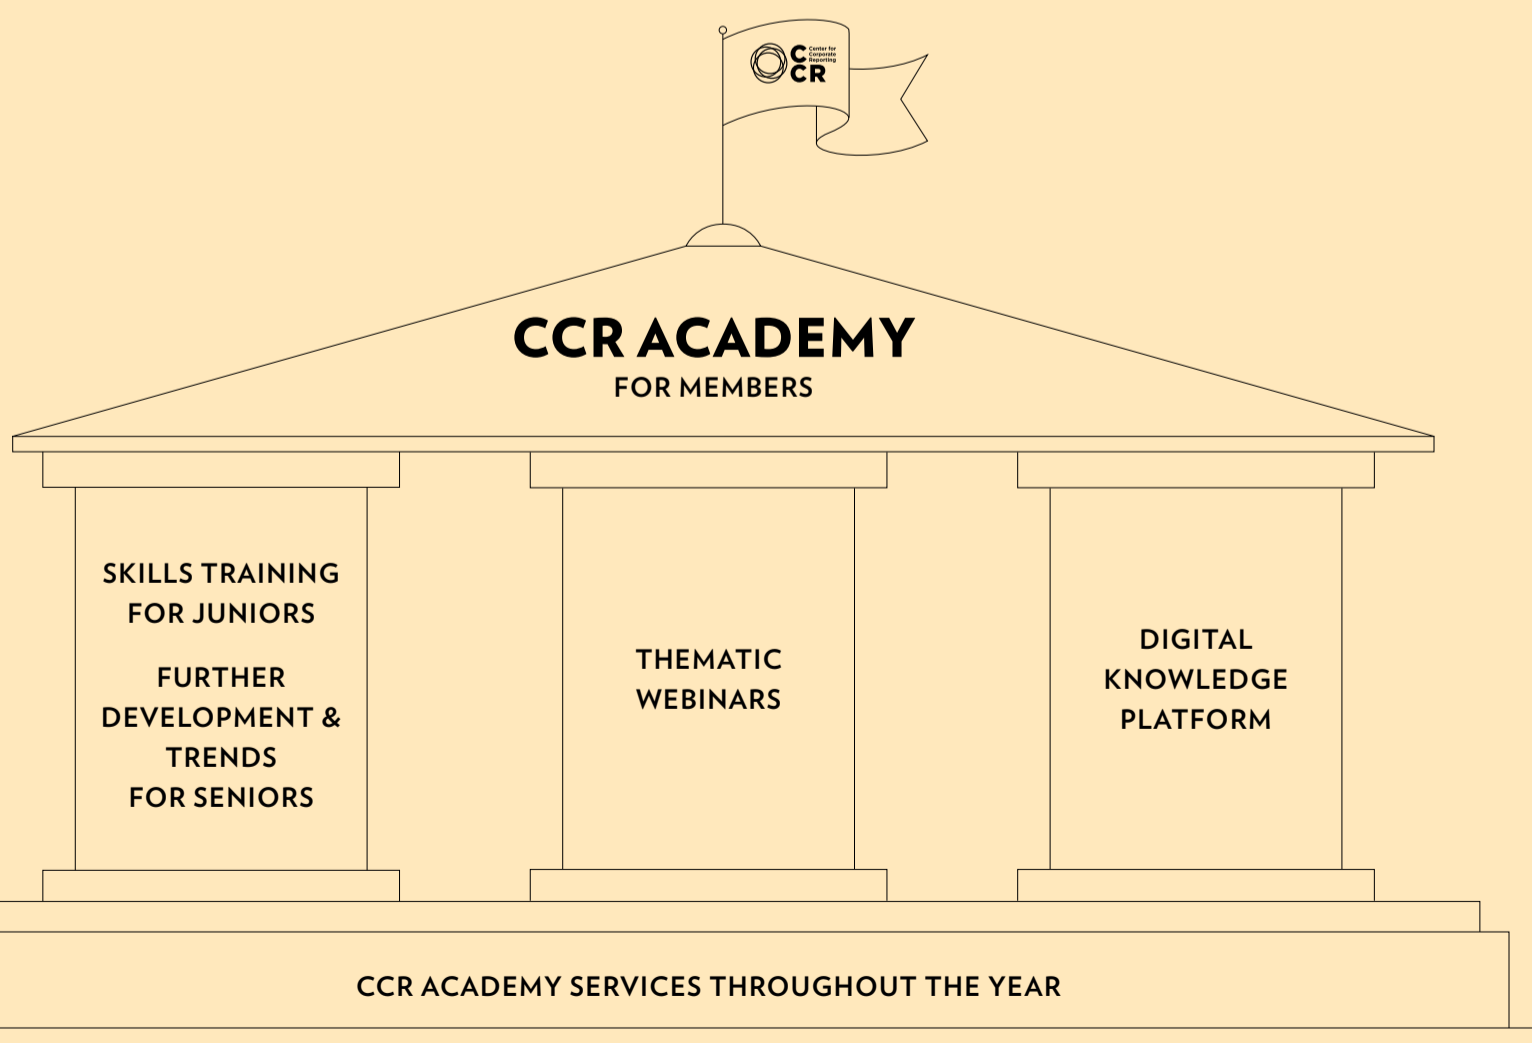 C Center for
Corporate
Reporting
CR
CCR ACADEMY
FOR MEMBERS
SKILLS TRAINING
FOR JUNIORS
FURTHER
DEVELOPMENT &
TRENDS
FOR SENIORS
THEMATIC
WEBINARS
DIGITAL
KNOWLEDGE
PLATFORM
CCR ACADEMY SERVICES THROUGHOUT THE YEAR